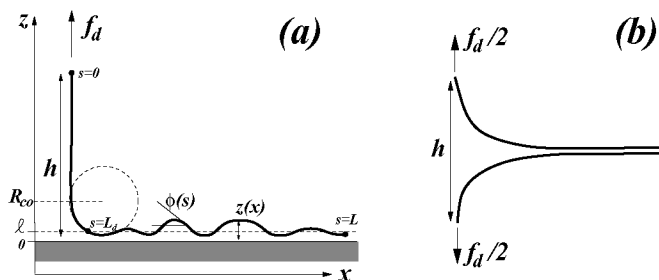 z
f_d
(a)
s=0
h
R_co
s=L_d
ϕ(s)
z(x)
s=L
ℓ
0
x
(b)
f_d/2
h
f_d/2